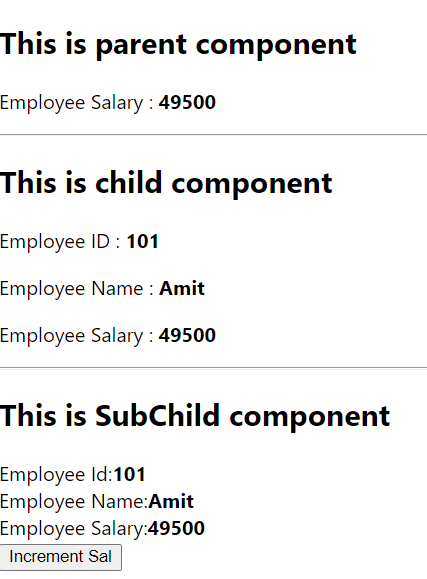 This is parent component
Employee Salary : 49500
This is child component
Employee ID : 101
Employee Name : Amit
Employee Salary : 49500
This is SubChild component
Employee Id:101
Employee Name:Amit
Employee Salary:49500
Increment Sal